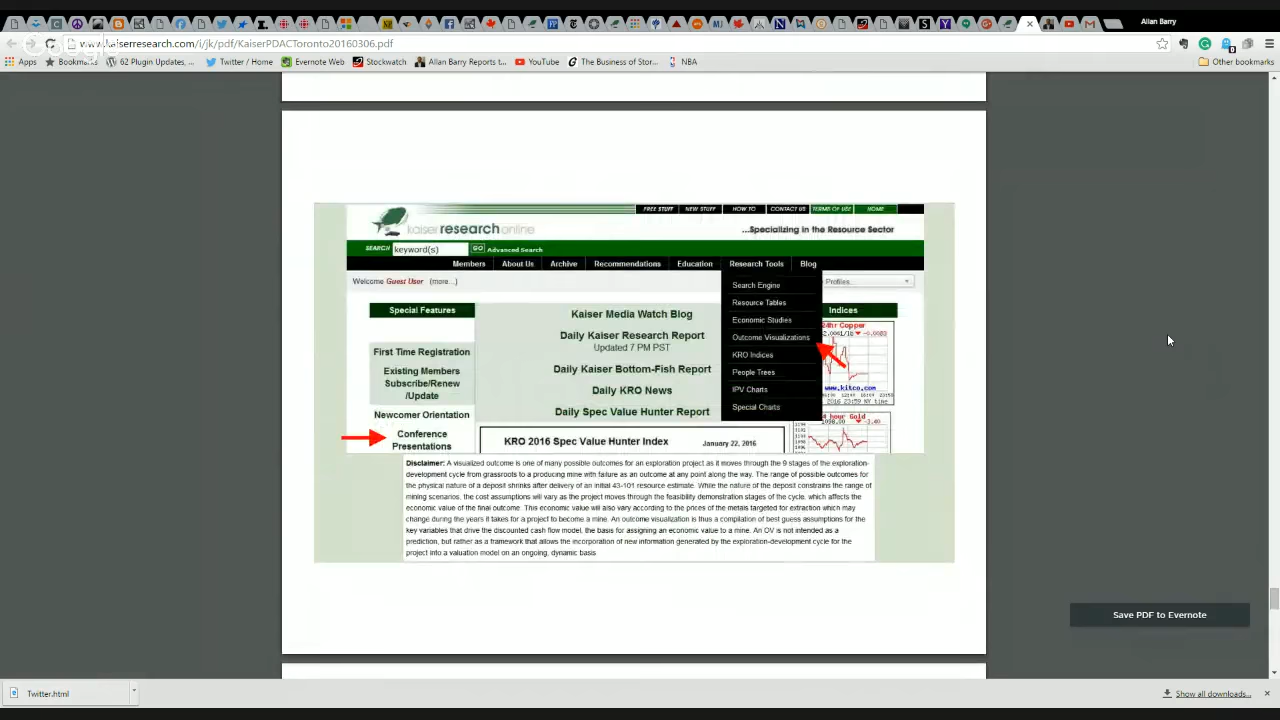 Allan Barry
www.kaiserresearch.com/i/jk/pdf/KaiserPDACToronto20160306.pdf
Apps Bookmarks 62 Plugin Updates, ... Twitter / Home Evernote Web Stockwatch Allan Barry Reports t... YouTube The Business of Stor... NBA Other bookmarks
FREE STUFF NEW STUFF HOW TO CONTACT US TERMS OF USE HOME
kaiser research online
...Specializing in the Resource Sector
SEARCH keyword(s) GO Advanced Search
Members About Us Archive Recommendations Education Research Tools Blog
Welcome Guest User (more...)
Profiles.
Special Features
First Time Registration
Existing Members
Subscribe/Renew
/Update
Newcomer Orientation
Conference
Presentations
Kaiser Media Watch Blog
Daily Kaiser Research Report
Updated 7 PM PST
Daily Kaiser Bottom-Fish Report
Daily KRO News
Daily Spec Value Hunter Report
KRO 2016 Spec Value Hunter Index January 22, 2016
Search Engine
Resource Tables
Economic Studies
Outcome Visualizations
KRO Indices
People Trees
IPV Charts
Special Charts
Indices
24hr Copper
www.kitco.com
2016 23:59 NY time
hour Gold
-3.40
Disclaimer: A visualized outcome is one of many possible outcomes for an exploration project as it moves through the 9 stages of the exploration-
development cycle from grassroots to a producing mine with failure as an outcome at any point along the way. The range of possible outcomes for
the physical nature of a deposit shrinks after delivery of an initial 43-101 resource estimate. While the nature of the deposit constrains the range of
mining scenarios, the cost assumptions will vary as the project moves through the feasibility demonstration stages of the cycle, which affects the
economic value of the final outcome. This economic value will also vary according to the prices of the metals targeted for extraction which may
change during the years it takes for a project to become a mine. An outcome visualization is thus a compilation of best guess assumptions for the
key variables that drive the discounted cash flow model, the basis for assigning an economic value to a mine. An OV is not intended as a
prediction, but rather as a framework that allows the incorporation of new information generated by the exploration-development cycle for the
project into a valuation model on an ongoing, dynamic basis
Save PDF to Evernote
Twitter.html
Show all downloads...